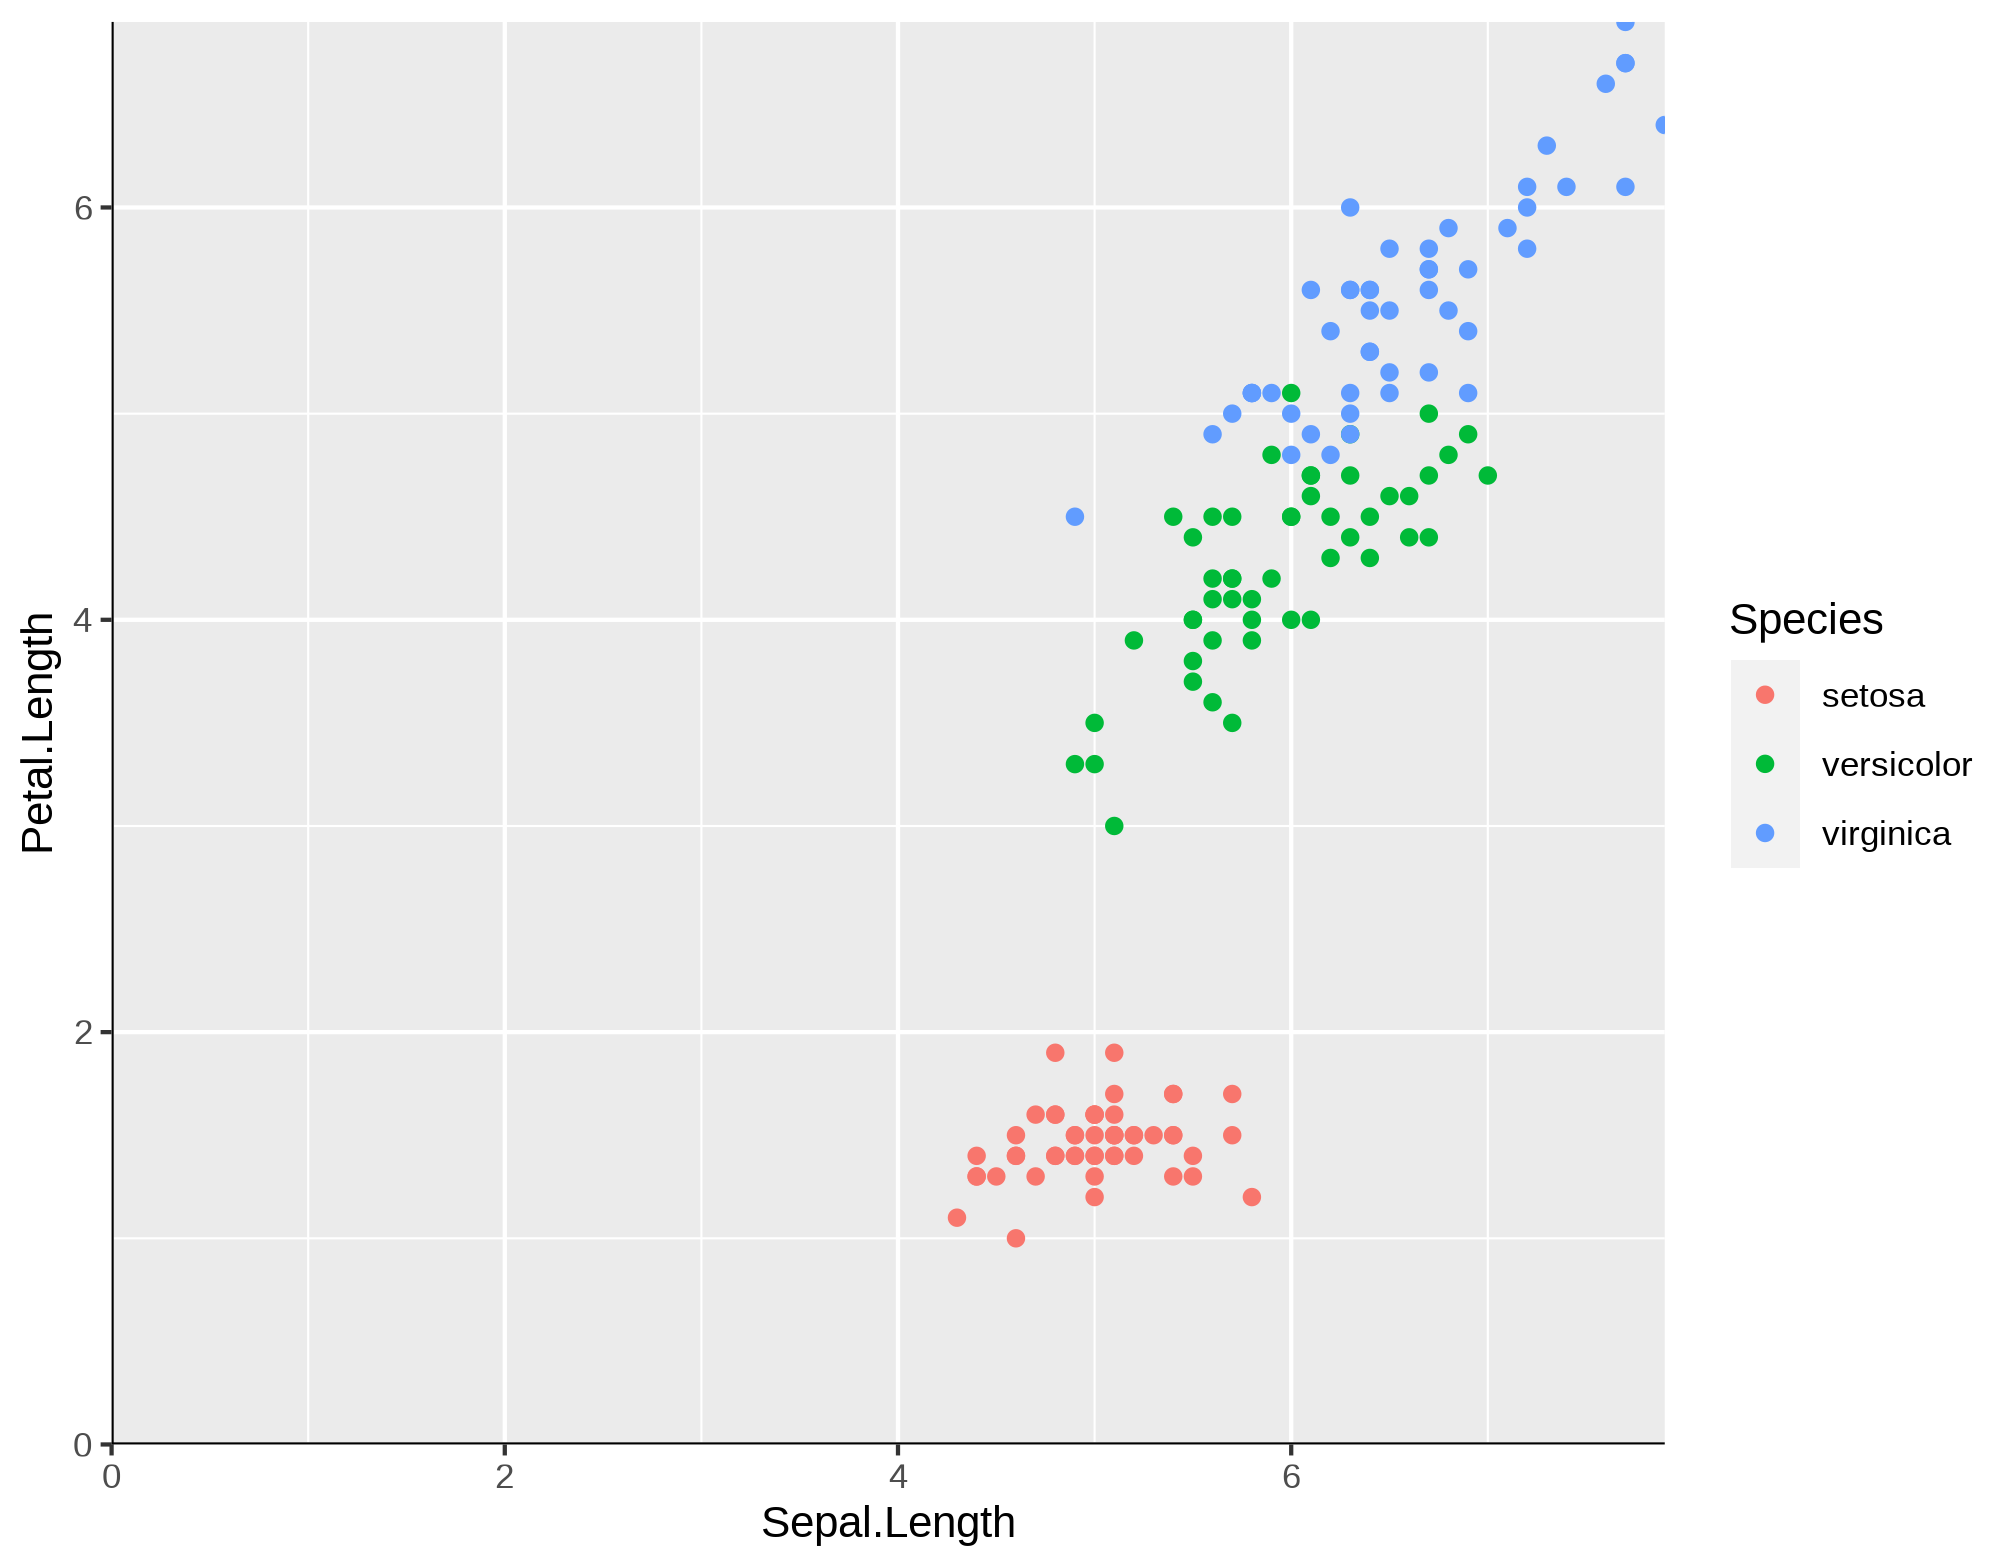 6
4
2
0
0 2 4 6
Sepal.Length
Petal.Length
Species
setosa
versicolor
virginica